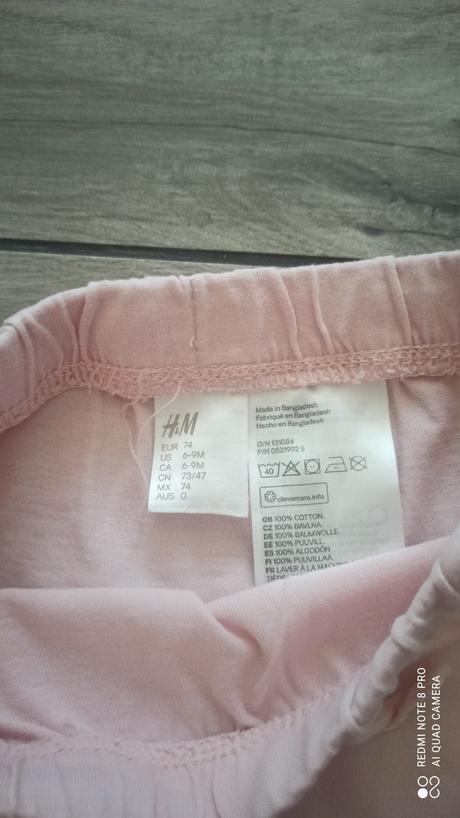 H&M
EUR 74
US 6-9M
CA 6-9M
CN 73/47
MX 74
AUS 0
Made in Bangladesh
Fabriqué en Bangladesh
Hecho en Bangladesh
D/N 131084
P/N 0531992 5
40
clevercare.info
GB 100% COTTON.
CZ 100% BAVLNA.
DE 100% BAUMWOLLE.
EE 100% PUUVILL.
ES 100% ALGODÓN
FI 100% PUUVILLAA.
FR LAVER À LA
REDMI NOTE 8 PRO
AI QUAD CAMERA